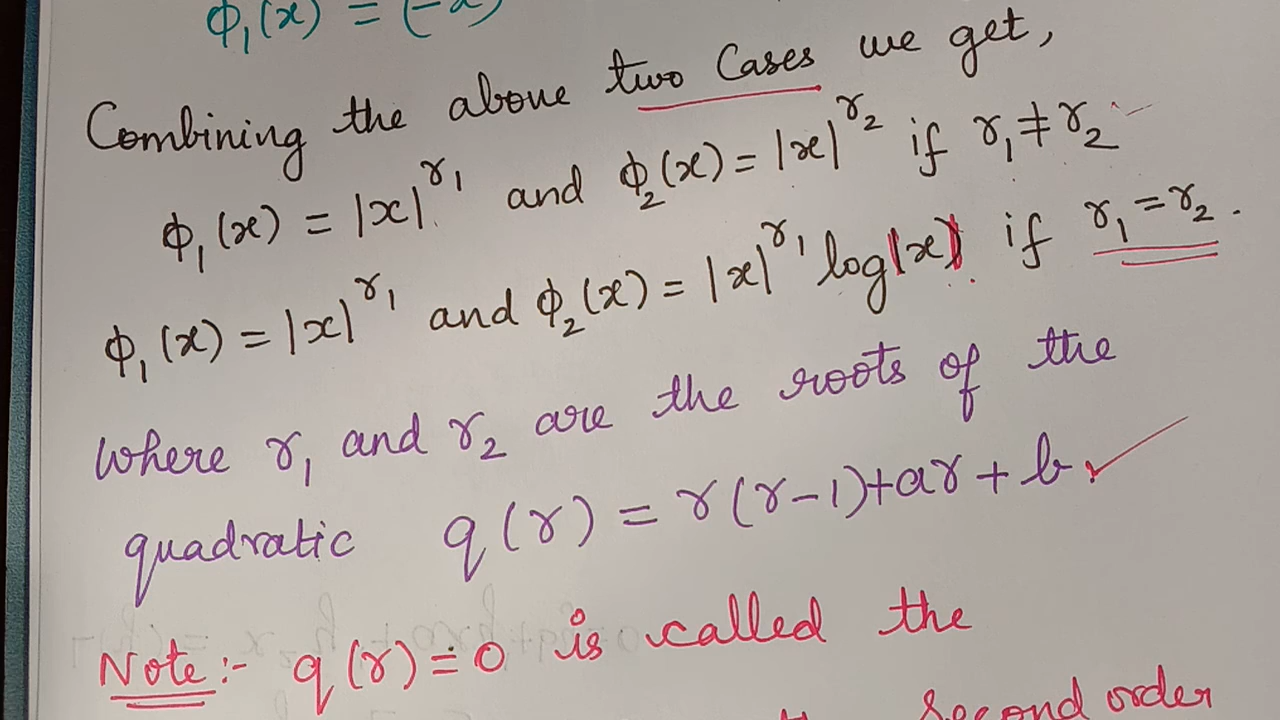 ϕ₁(x) = (-x)
Combining the above two Cases we get,
ϕ₁(x) = |x|^r₁ and ϕ₂(x) = |x|^r₂ if r₁ ≠ r₂
ϕ₁(x) = |x|^r₁ and ϕ₂(x) = |x|^r₁ log|x| if r₁ = r₂.
where r₁ and r₂ are the roots of the
quadratic q(r) = r(r-1)+ar+b.
Note:- q(r)=0 is called the
second order